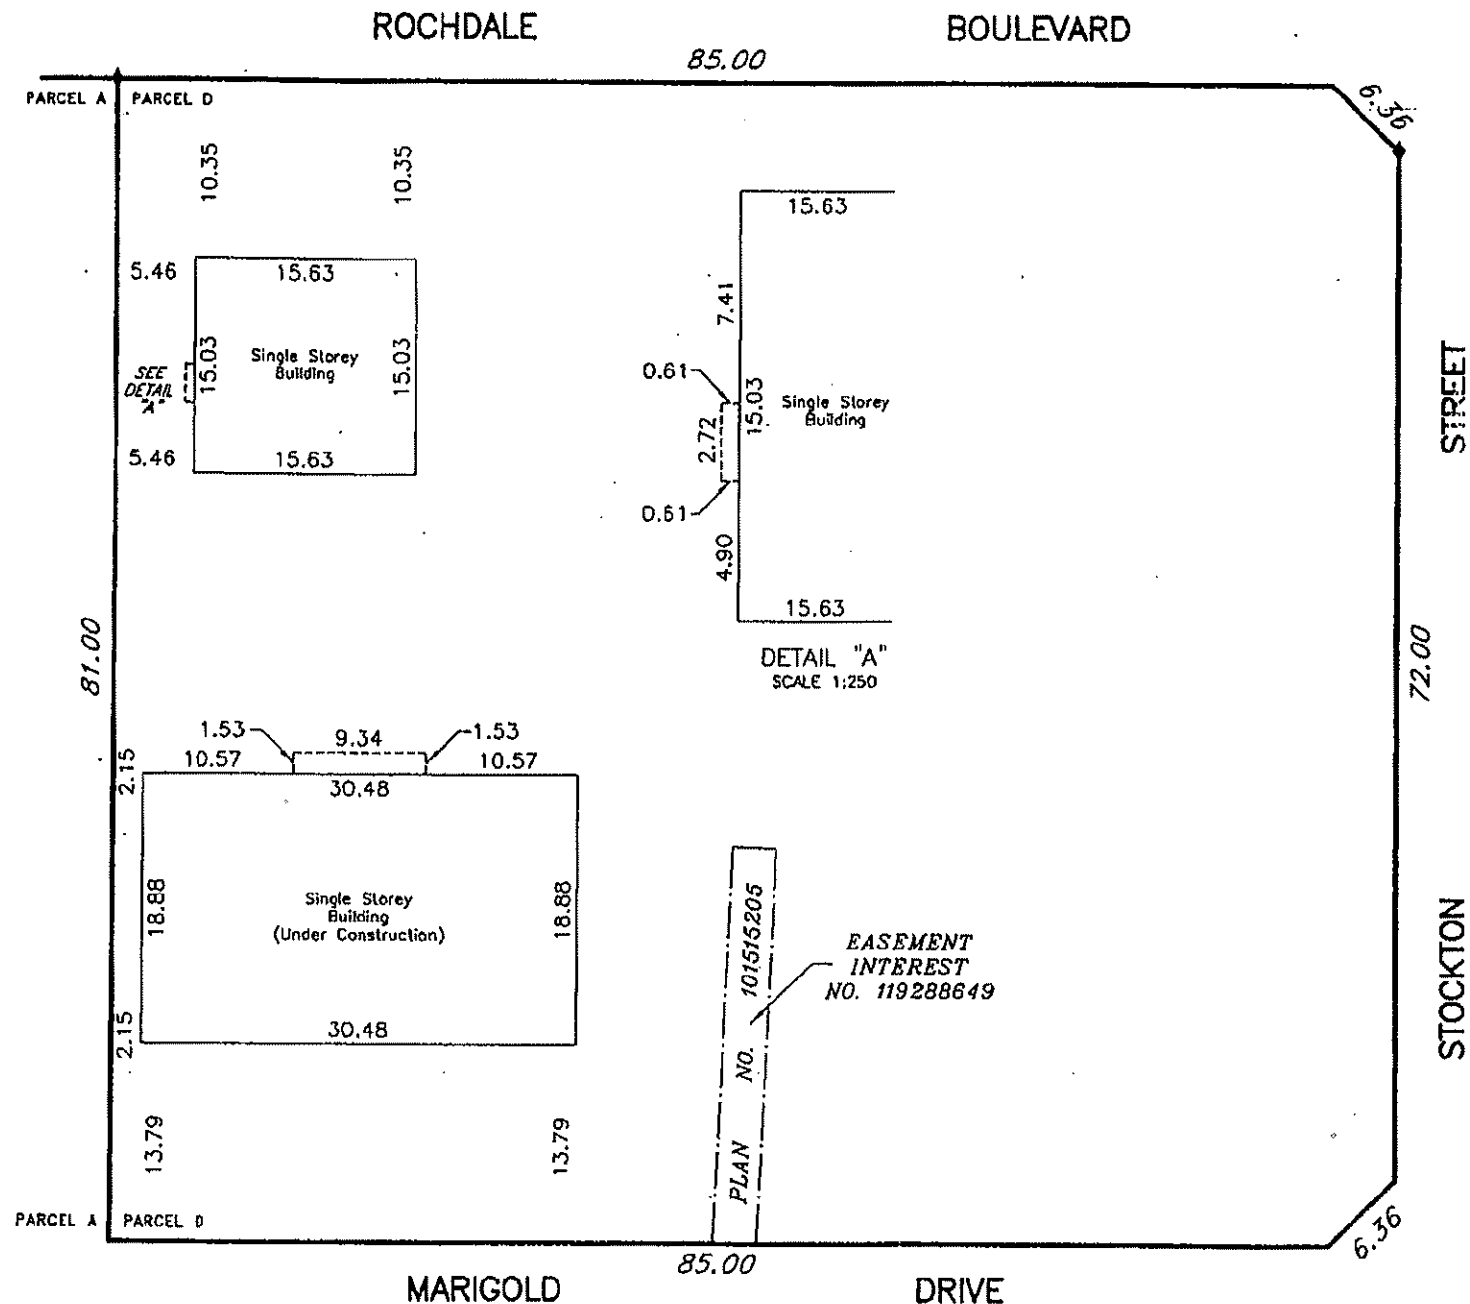 ROCHDALE BOULEVARD
85.00
6.36
PARCEL A PARCEL D
10.35 10.35
15.63
5.46 15.63
7.41
15.03 Single Storey Building 15.03
SEE DETAIL "A"
0.61
2.72
15.03 Single Storey Building
0.61
5.46 15.63
4.90
15.63
DETAIL "A"
SCALE 1:250
STREET
81.00
72.00
1.53 9.34 1.53
2.15 10.57 10.57
30.48
18.88 Single Storey
Building
(Under Construction) 18.88
PLAN NO. 101515205
EASEMENT
INTEREST
NO. 119288649
STOCKTON
2.15 30.48
13.79 13.79
PARCEL A PARCEL D
6.36
85.00
MARIGOLD DRIVE